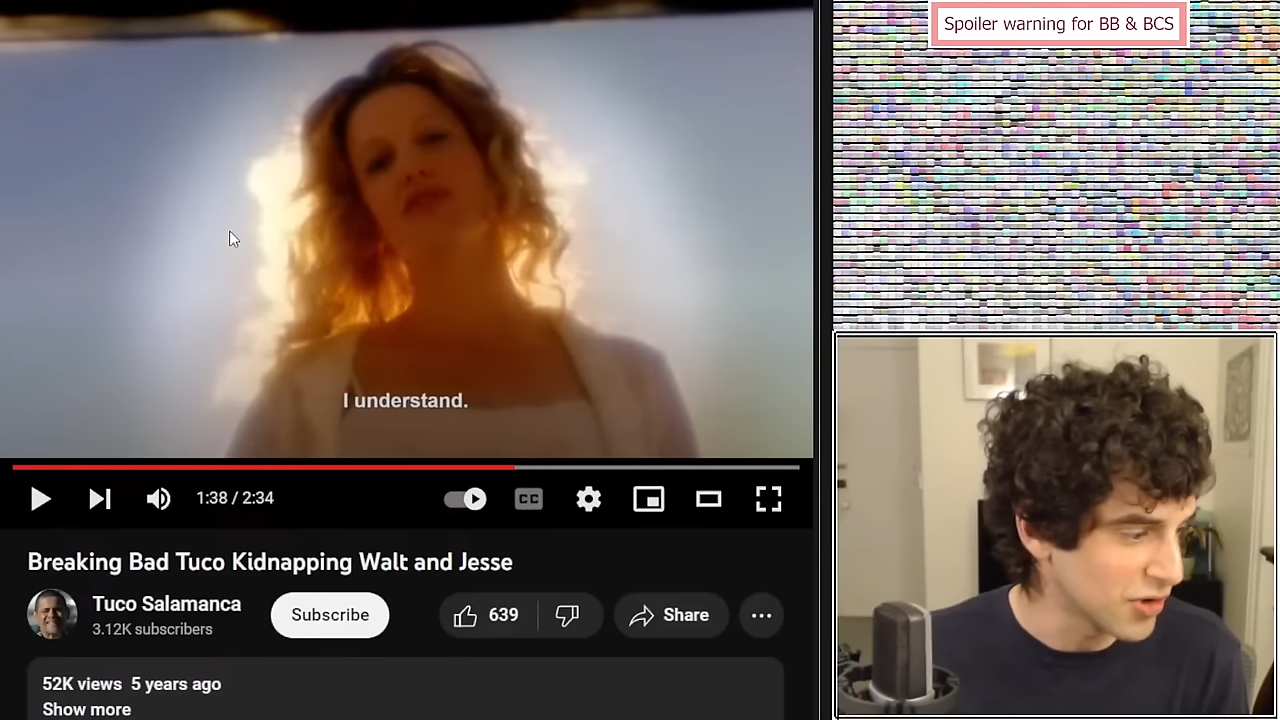 Spoiler warning for BB & BCS
I understand.
1:38 / 2:34
CC
Breaking Bad Tuco Kidnapping Walt and Jesse
Tuco Salamanca
3.12K subscribers
Subscribe
639
Share
52K views 5 years ago
Show more